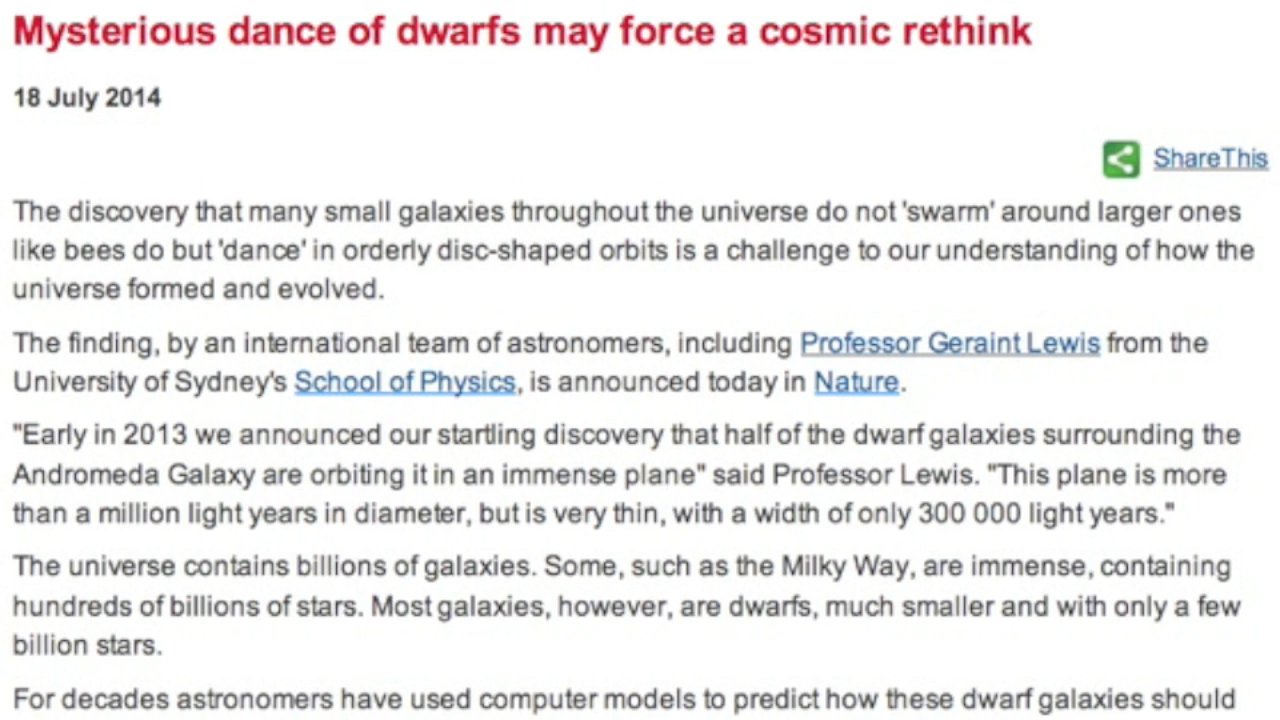 Mysterious dance of dwarfs may force a cosmic rethink
18 July 2014
ShareThis
The discovery that many small galaxies throughout the universe do not 'swarm' around larger ones
like bees do but 'dance' in orderly disc-shaped orbits is a challenge to our understanding of how the
universe formed and evolved.
The finding, by an international team of astronomers, including Professor Geraint Lewis from the
University of Sydney's School of Physics, is announced today in Nature.
"Early in 2013 we announced our startling discovery that half of the dwarf galaxies surrounding the
Andromeda Galaxy are orbiting it in an immense plane" said Professor Lewis. "This plane is more
than a million light years in diameter, but is very thin, with a width of only 300 000 light years."
The universe contains billions of galaxies. Some, such as the Milky Way, are immense, containing
hundreds of billions of stars. Most galaxies, however, are dwarfs, much smaller and with only a few
billion stars.
For decades astronomers have used computer models to predict how these dwarf galaxies should